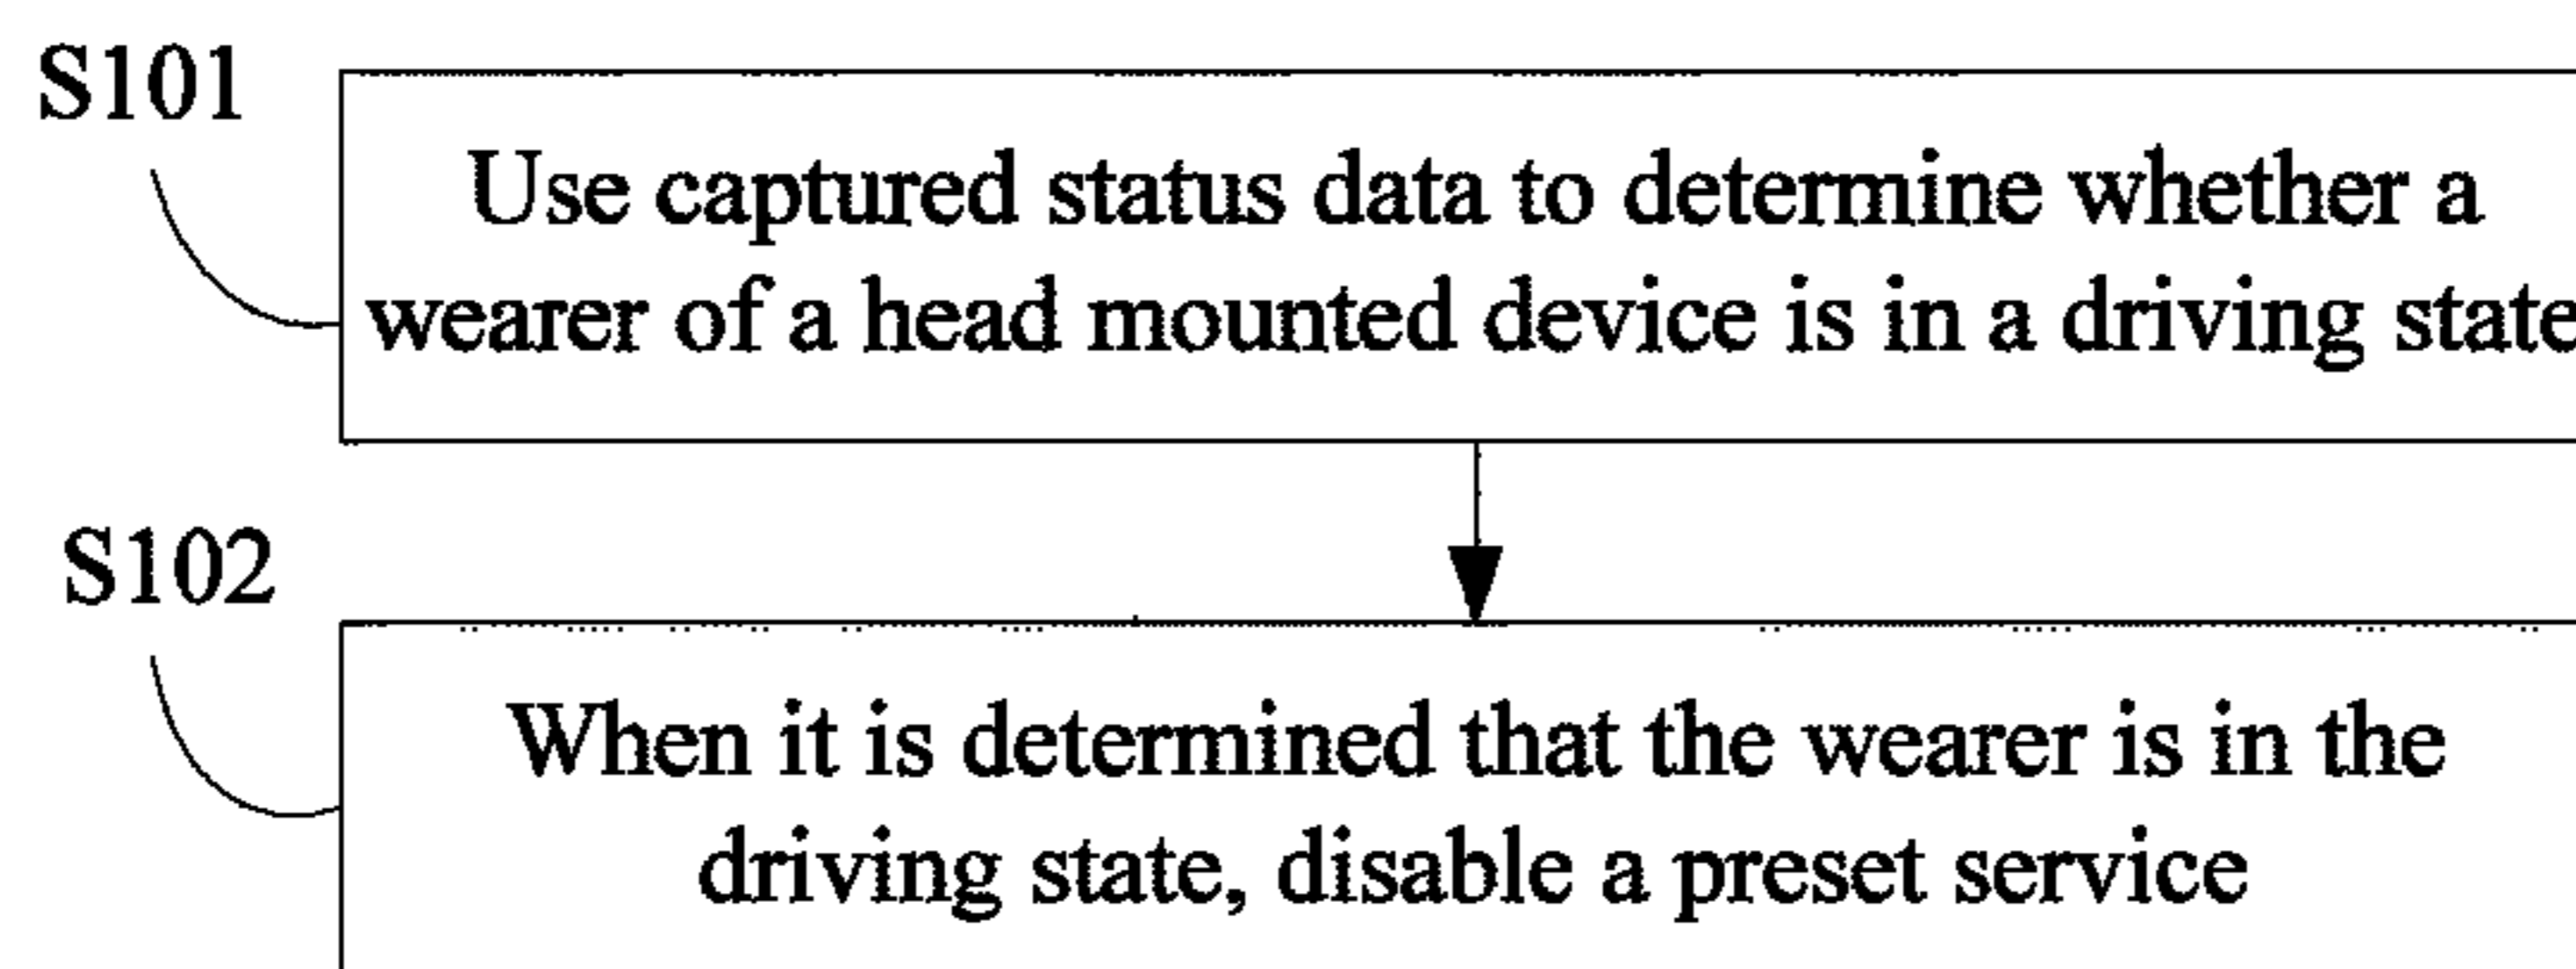 S101
Use captured status data to determine whether a
wearer of a head mounted device is in a driving state
S102
When it is determined that the wearer is in the
driving state, disable a preset service